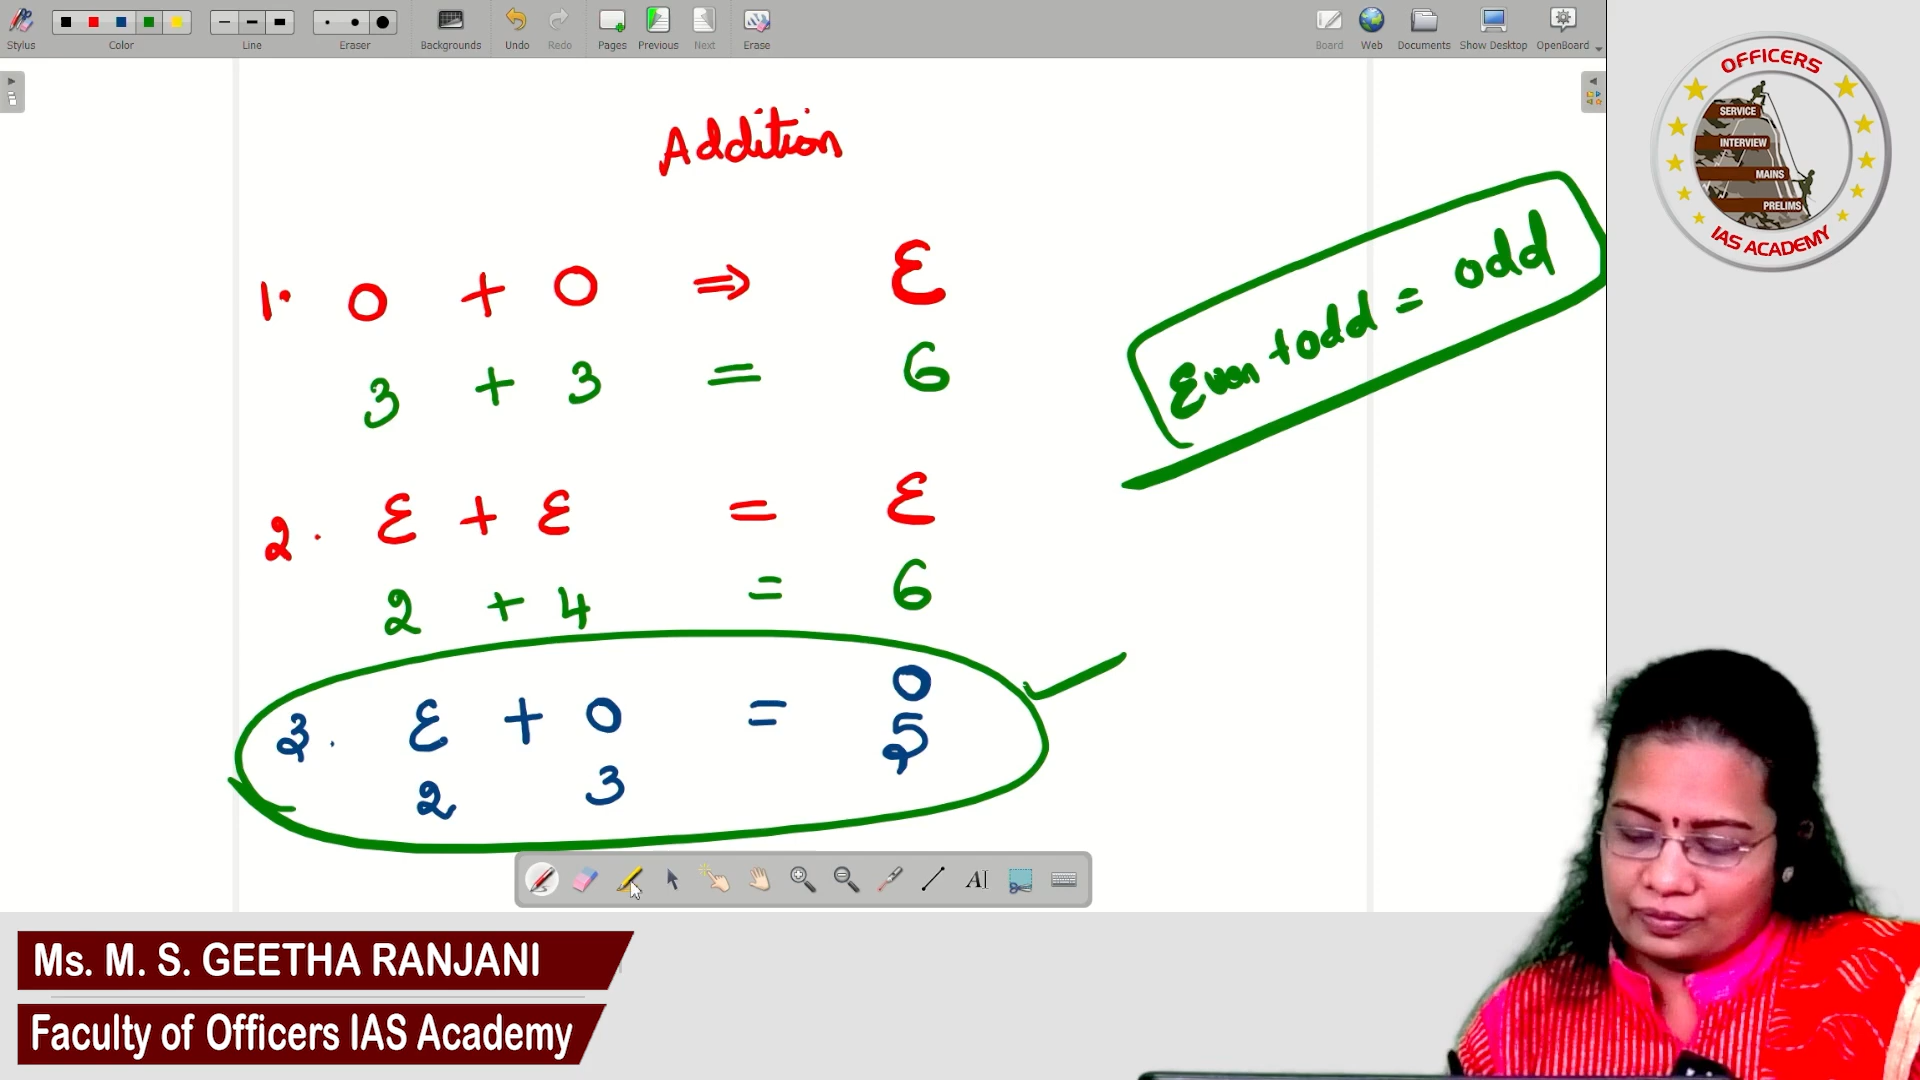 Stylus
Color
Line
Eraser
Backgrounds
Undo
Redo
Pages
Previous
Next
Erase
Board
Web
Documents
Show Desktop
OpenBoard
OFFICERS
SERVICE
INTERVIEW
MAINS
PRELIMS
IAS ACADEMY
Addition
1. O + O ⇒ E
3 + 3 = 6
2. E + E = E
2 + 4 = 6
3. E + O = O
2 3 5
Even + odd = odd
A
Ms. M. S. GEETHA RANJANI
Faculty of Officers IAS Academy